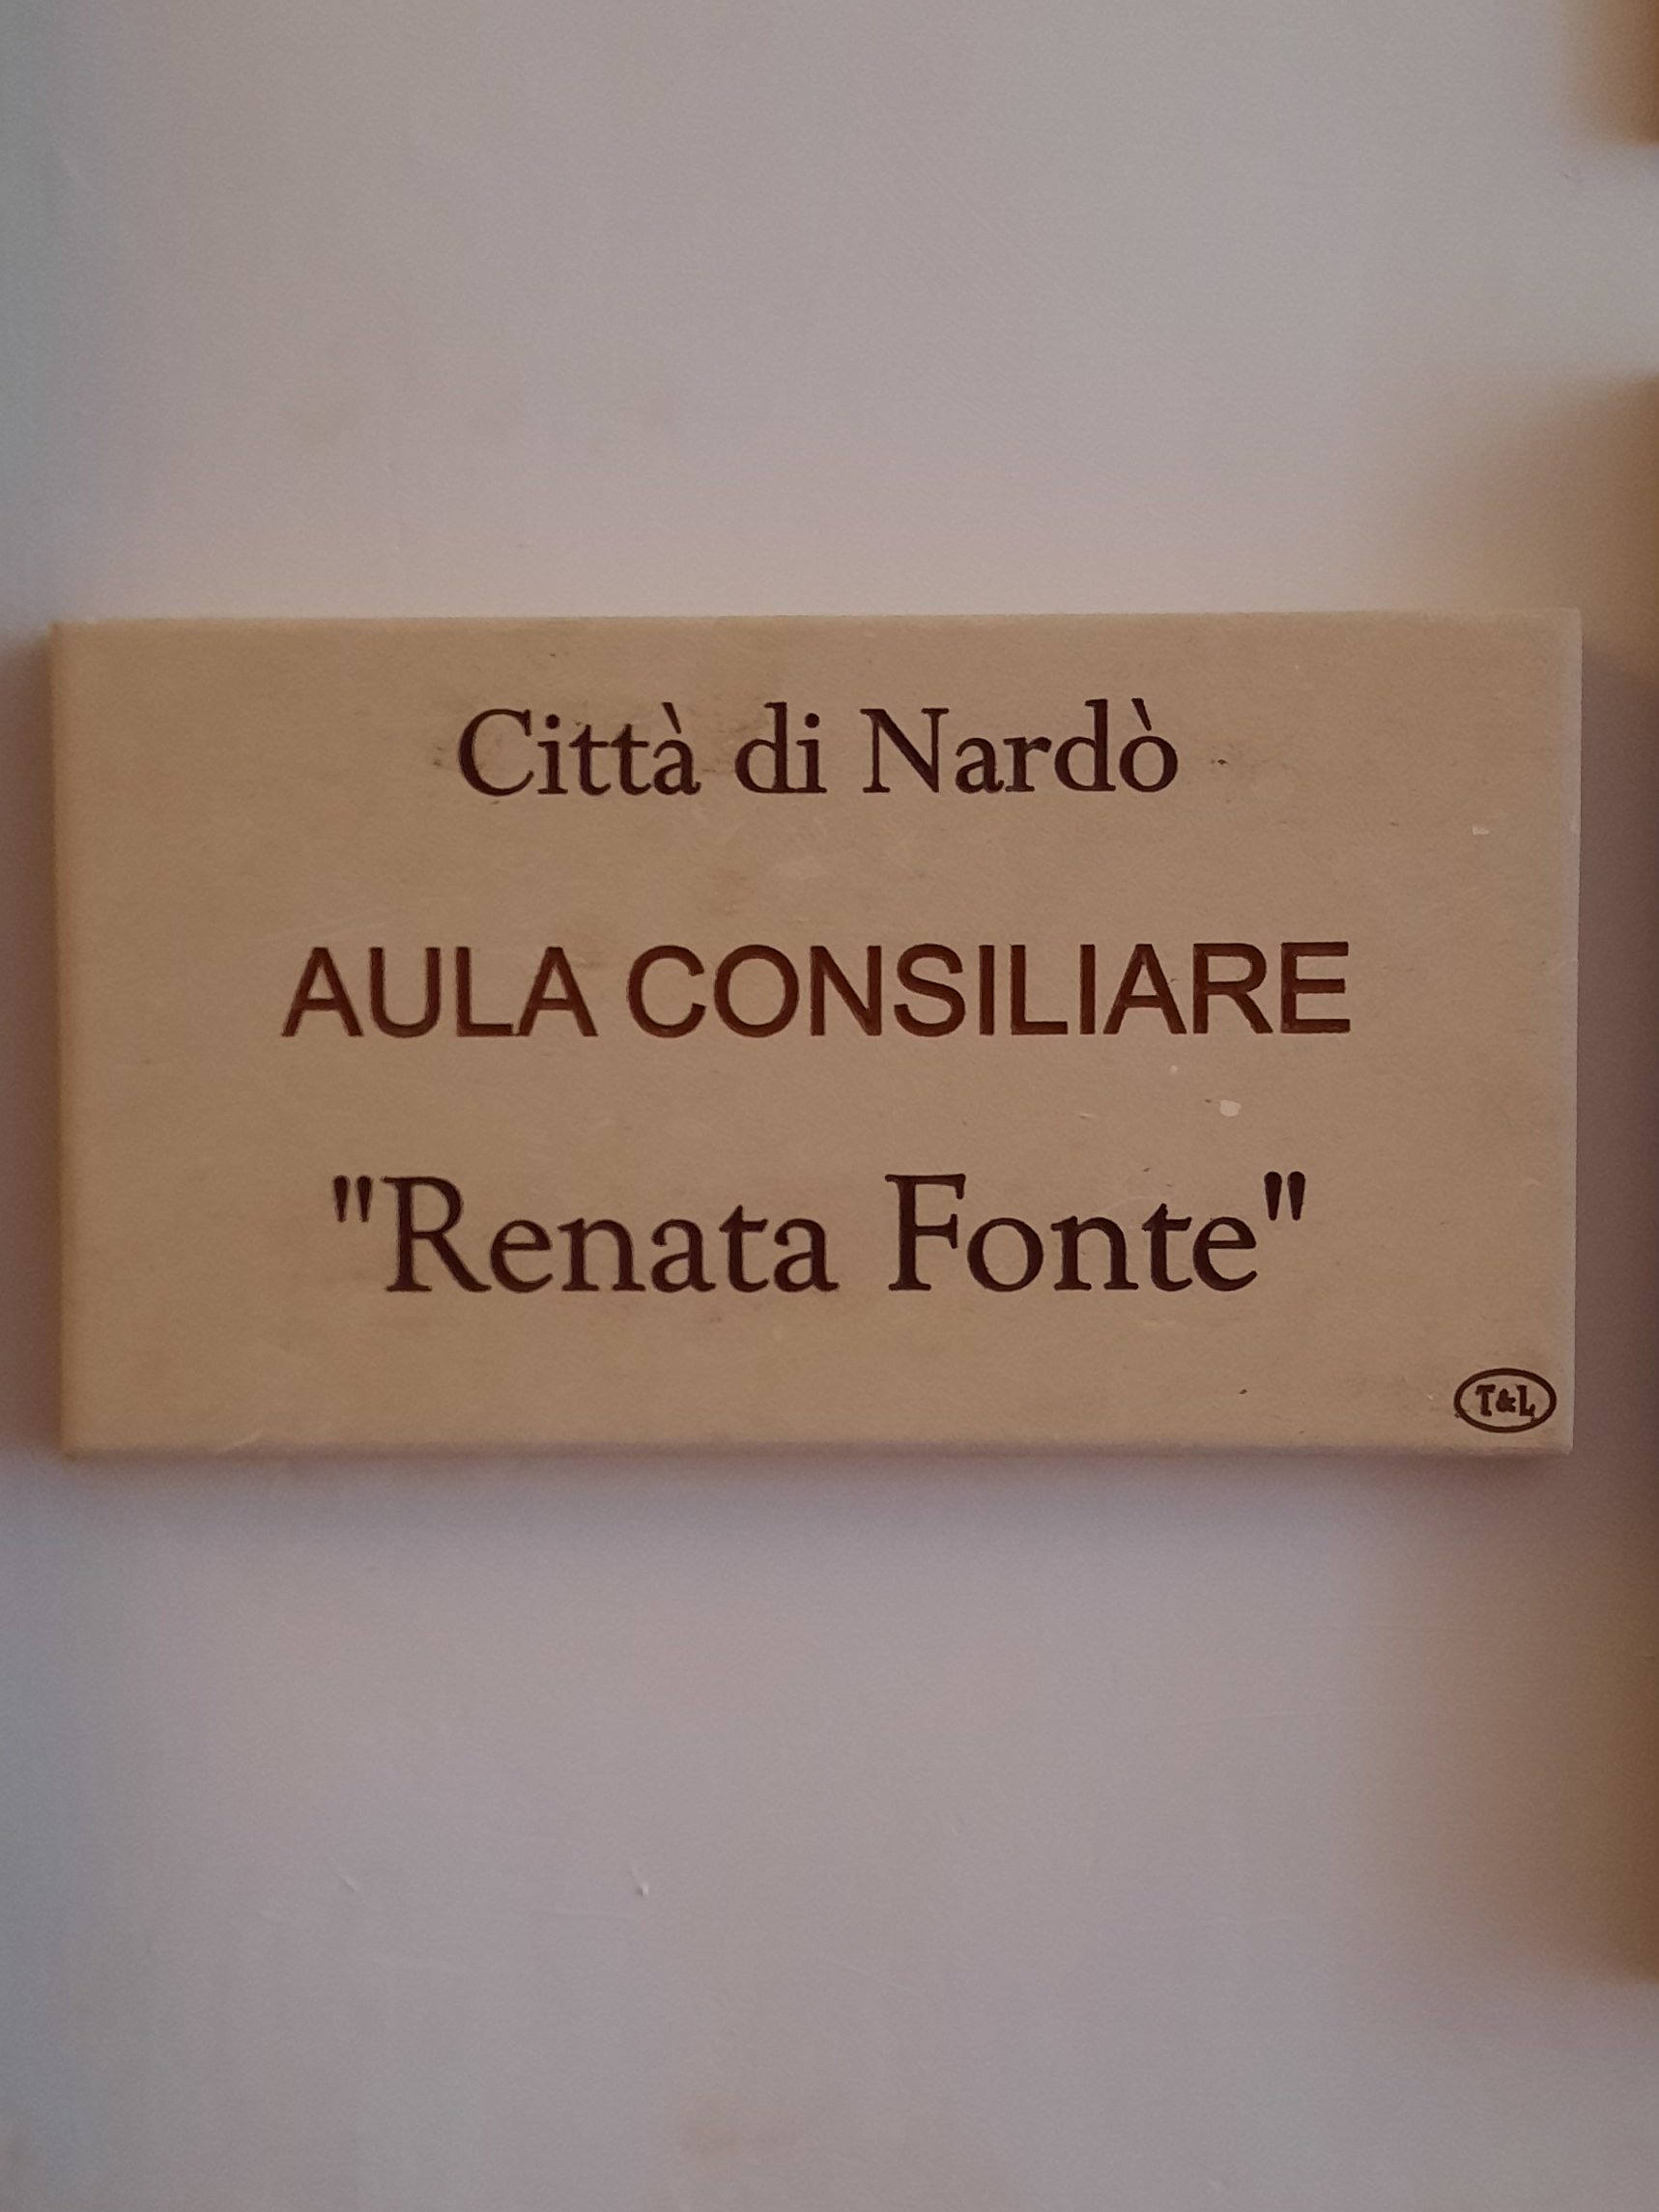 Città di Nardò
AULA CONSILIARE
"Renata Fonte"
T&L